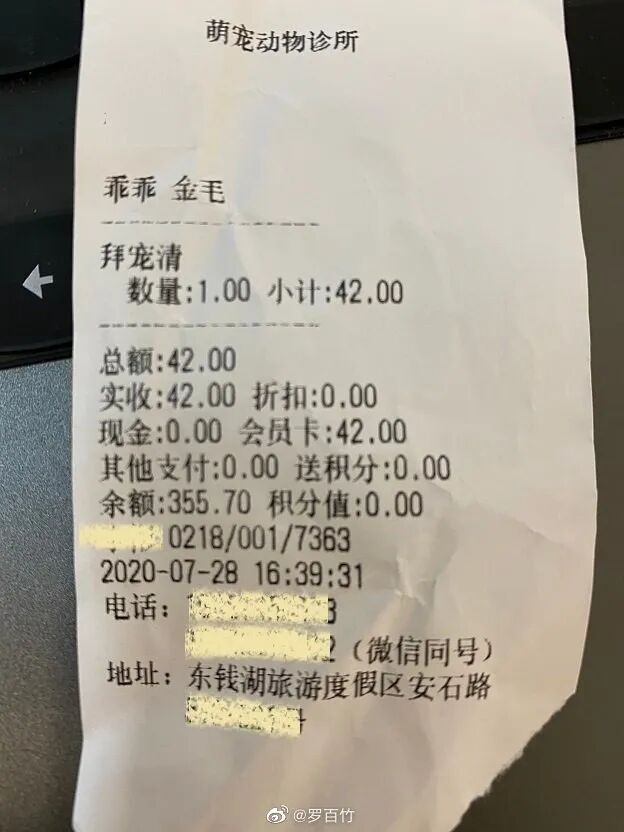 萌宠动物诊所
乖乖 金毛
拜宠清
数量:1.00 小计:42.00
总额:42.00
实收:42.00 折扣:0.00
现金:0.00 会员卡:42.00
其他支付:0.00 送积分:0.00
余额:355.70 积分值:0.00
0218/001/7363
2020-07-28 16:39:31
电话:
(微信同号)
地址: 东钱湖旅游度假区安石路
@罗百竹